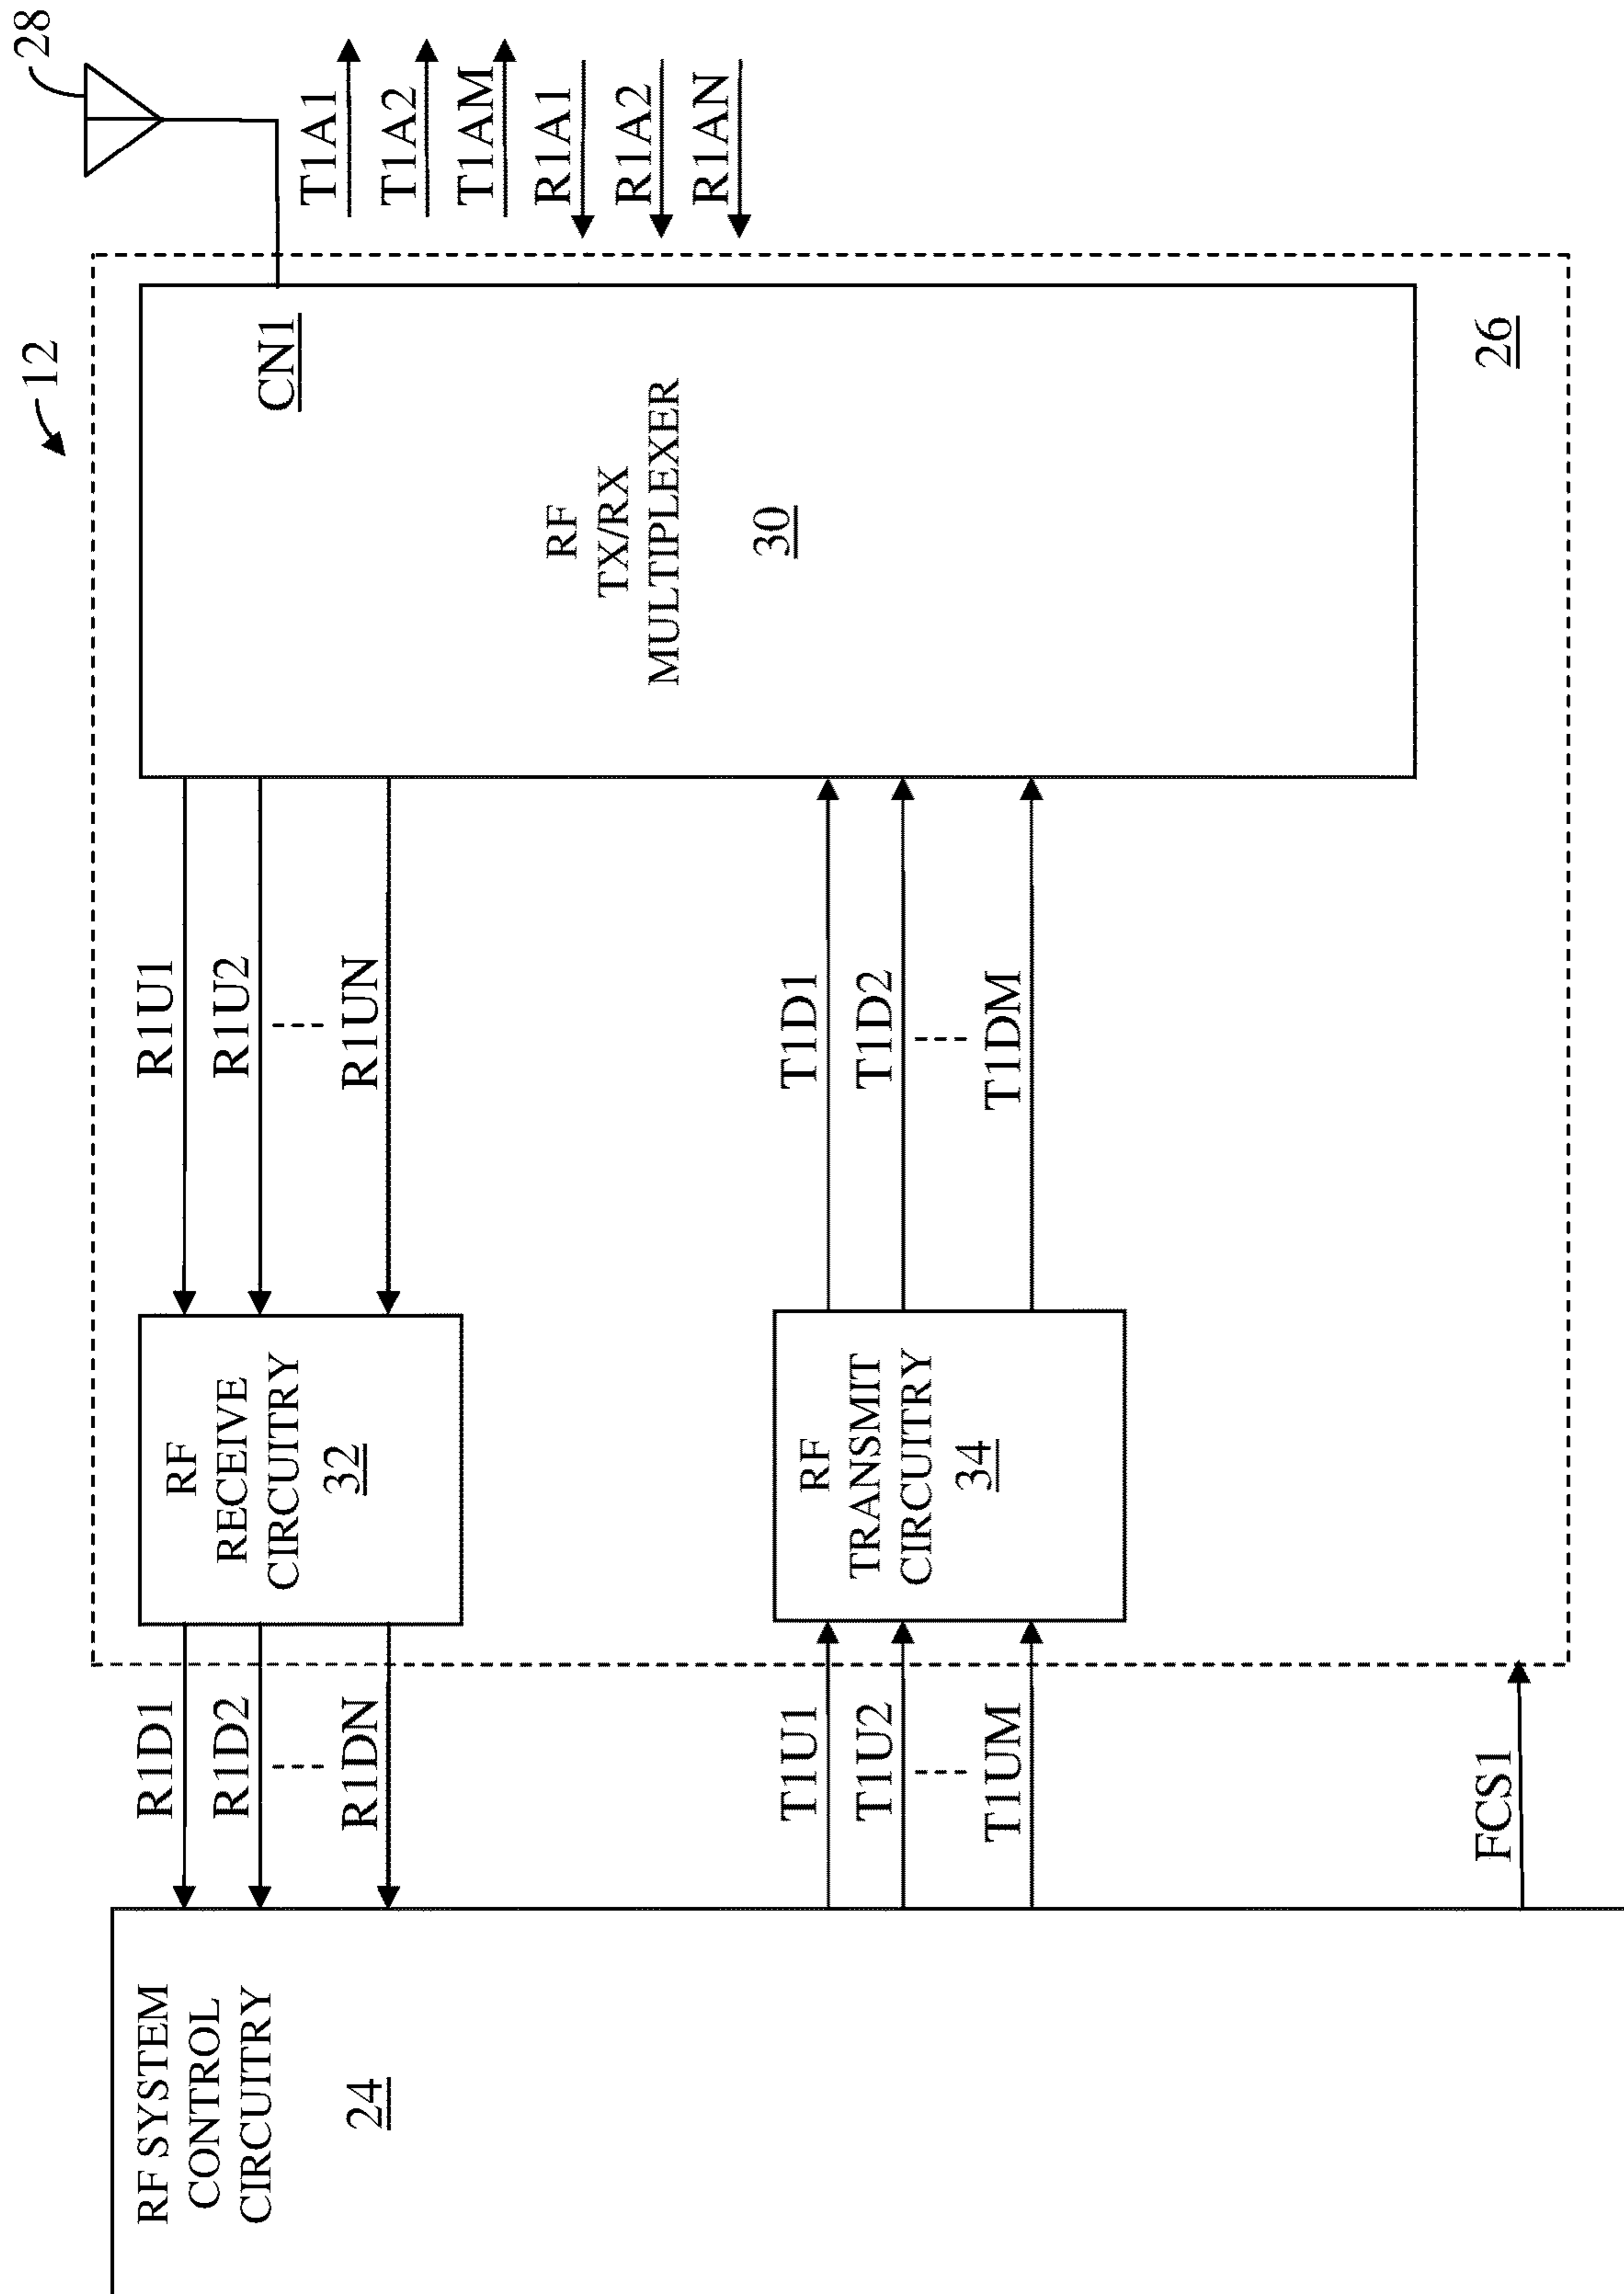 12
28
RF SYSTEM
CONTROL
CIRCUITRY
24
R1D1
R1D2
R1DN
RF
RECEIVE
CIRCUITRY
32
R1U1
R1U2
R1UN
CN1
T1A1
T1A2
T1AM
R1A1
R1A2
R1AN
RF
TX/RX
MULTIPLEXER
30
T1U1
T1U2
T1UM
RF
TRANSMIT
CIRCUITRY
34
T1D1
T1D2
T1DM
FCS1
26